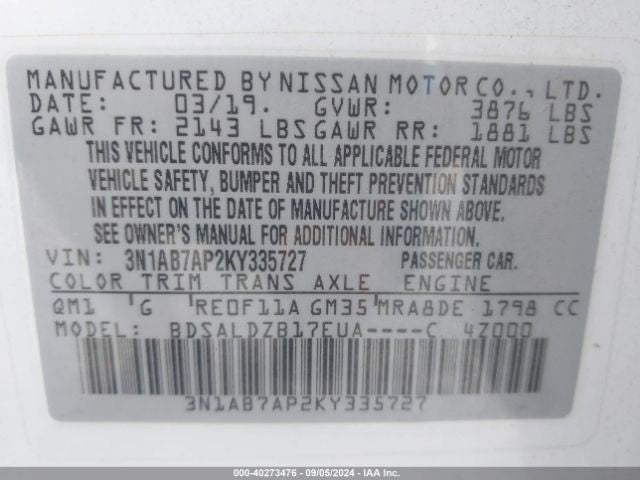 MANUFACTURED BY NISSAN MOTOR CO., LTD.
DATE: 03/19. GVWR: 3876 LBS
GAWR FR: 2143 LBS GAWR RR: 1881 LBS
THIS VEHICLE CONFORMS TO ALL APPLICABLE FEDERAL MOTOR
VEHICLE SAFETY, BUMPER AND THEFT PREVENTION STANDARDS
IN EFFECT ON THE DATE OF MANUFACTURE SHOWN ABOVE.
SEE OWNER'S MANUAL FOR ADDITIONAL INFORMATION.
VIN: 3N1AB7AP2KY335727 PASSENGER CAR.
COLOR TRIM TRANS AXLE ENGINE
QM1 G RE0F11A GM35 MRA8DE 1798 CC
MODEL: BDSALDZB17EUA----C 4Z000
3N1AB7AP2KY335727
000-40273476 - 09/05/2024 - IAA Inc.